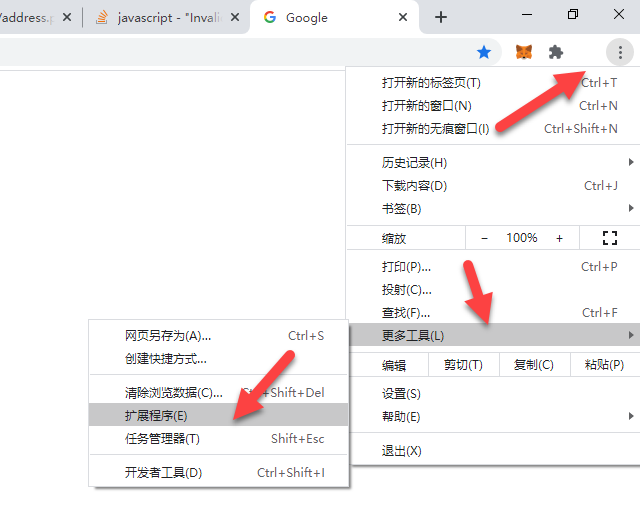 /address.p
javascript - "Invali
Google
打开新的标签页(T) Ctrl+T
打开新的窗口(N) Ctrl+N
打开新的无痕窗口(I) Ctrl+Shift+N
历史记录(H)
下载内容(D) Ctrl+J
书签(B)
缩放 − 100% +
打印(P)... Ctrl+P
投射(C)...
查找(F)... Ctrl+F
更多工具(L)
编辑 剪切(T) 复制(C) 粘贴(P)
设置(S)
帮助(E)
退出(X)
网页另存为(A)... Ctrl+S
创建快捷方式...
清除浏览数据(C)... Ctrl+Shift+Del
扩展程序(E)
任务管理器(T) Shift+Esc
开发者工具(D) Ctrl+Shift+I